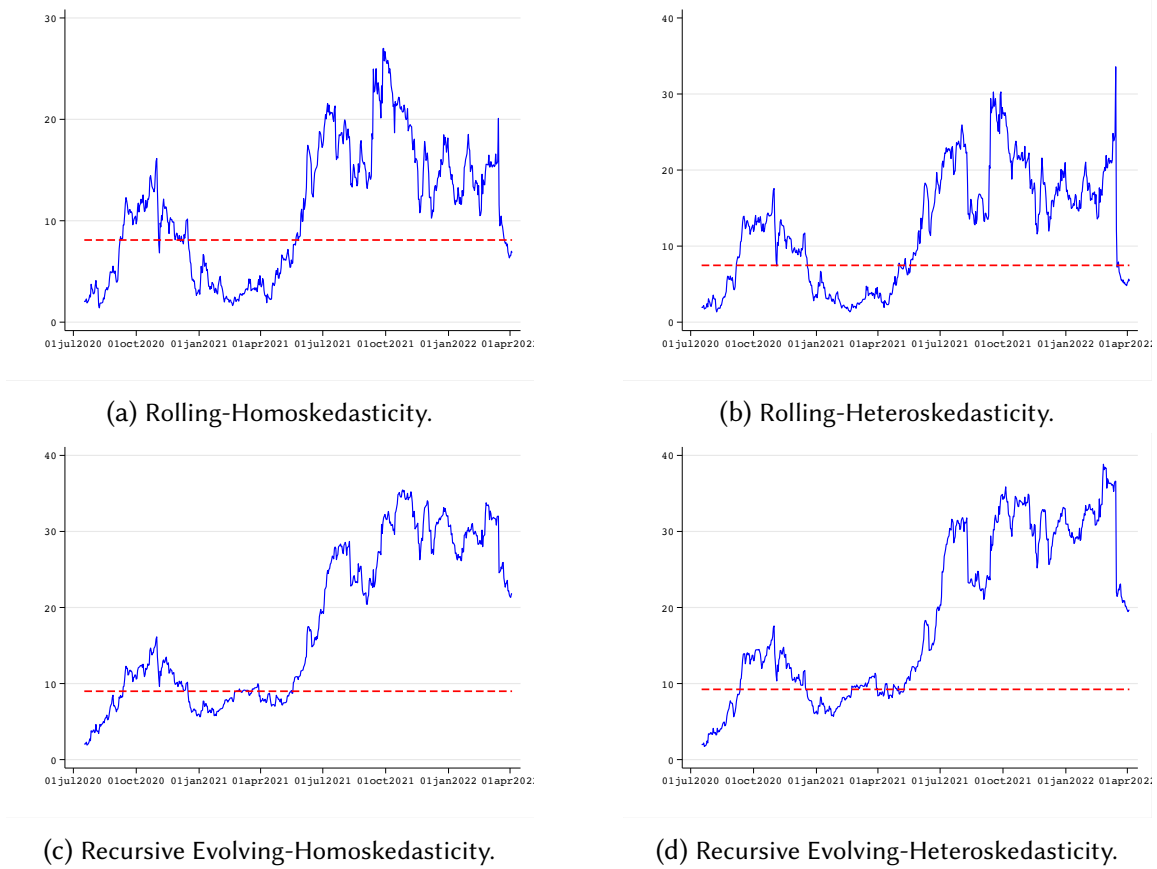 30
20
10
0
01jul2020 01oct2020 01jan2021 01apr2021 01jul2021 01oct2021 01jan2022 01apr2022
(a) Rolling-Homoskedasticity.
40
30
20
10
0
01jul2020 01oct2020 01jan2021 01apr2021 01jul2021 01oct2021 01jan2022 01apr2022
(b) Rolling-Heteroskedasticity.
40
30
20
10
0
01jul2020 01oct2020 01jan2021 01apr2021 01jul2021 01oct2021 01jan2022 01apr2022
(c) Recursive Evolving-Homoskedasticity.
40
30
20
10
0
01jul2020 01oct2020 01jan2021 01apr2021 01jul2021 01oct2021 01jan2022 01apr2022
(d) Recursive Evolving-Heteroskedasticity.